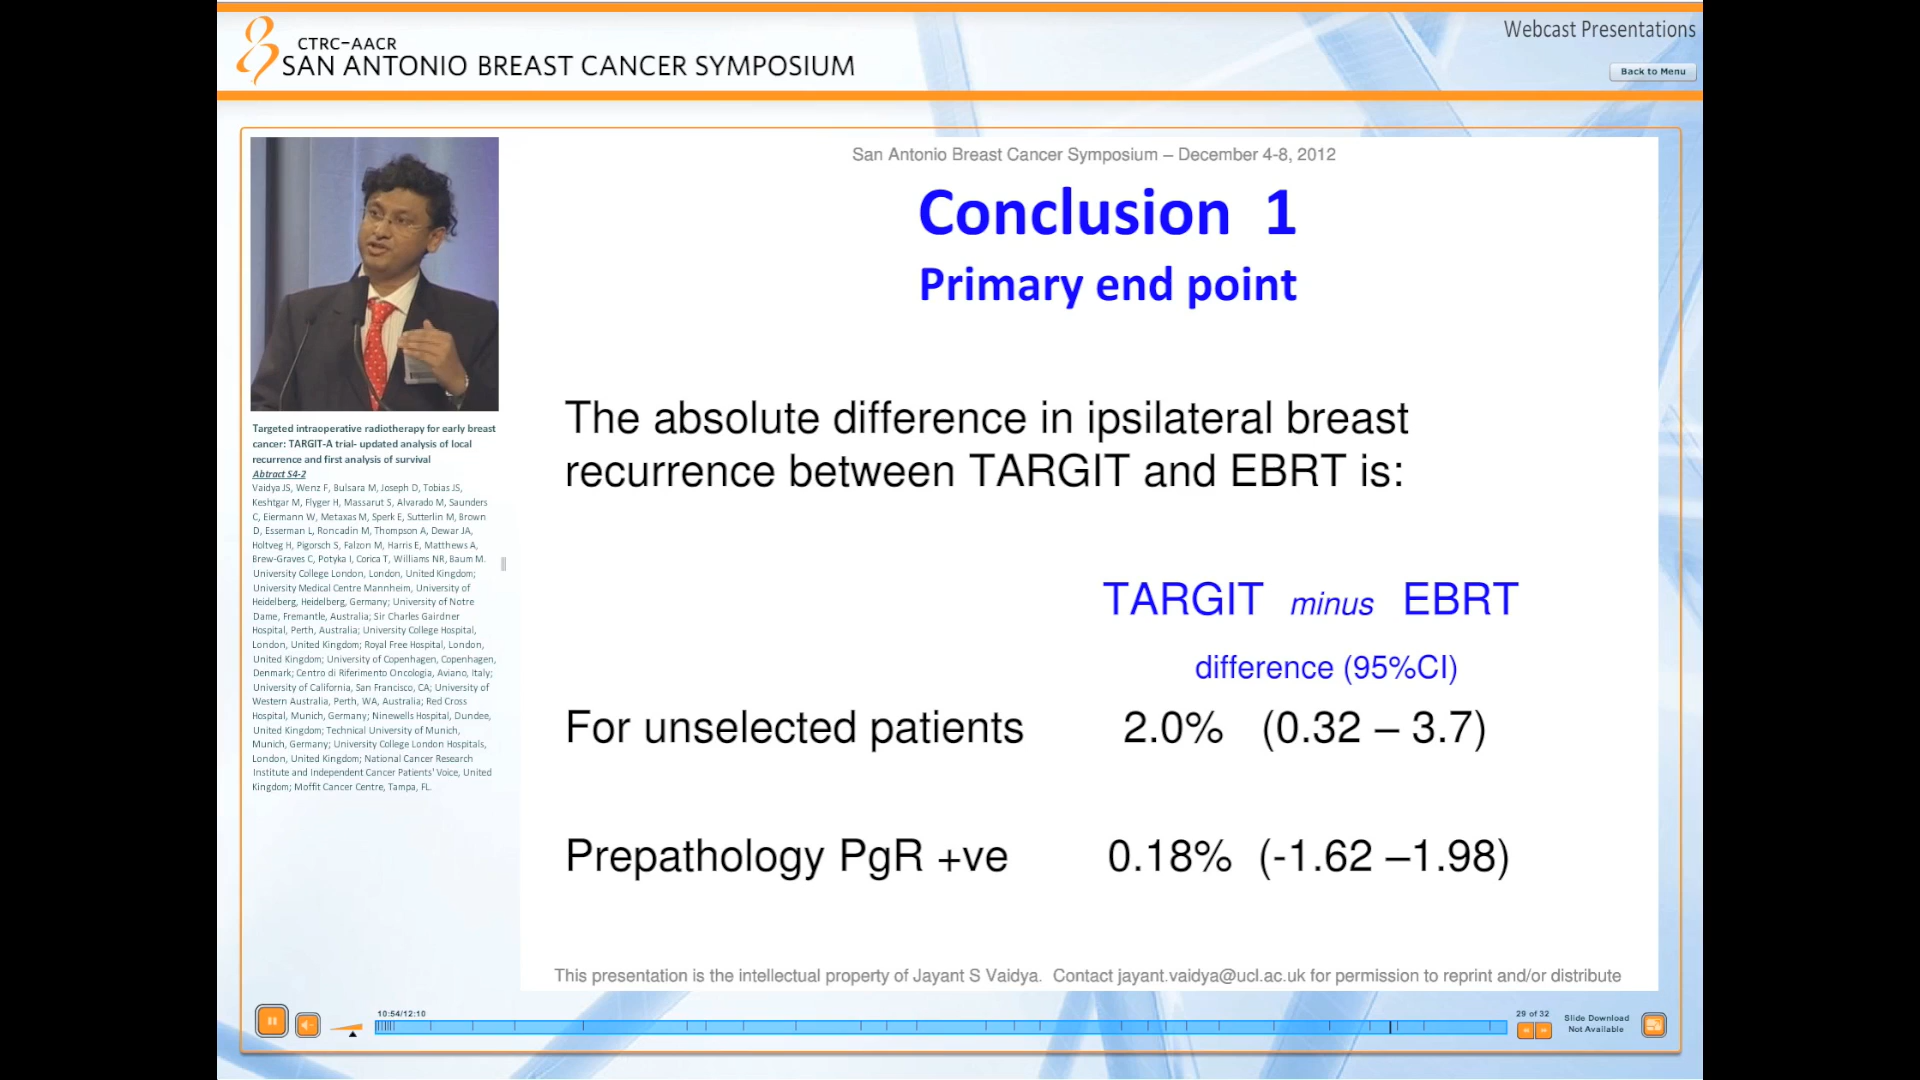 CTRC-AACR
SAN ANTONIO BREAST CANCER SYMPOSIUM
Webcast Presentations
Back to Menu
Targeted intraoperative radiotherapy for early breast
cancer: TARGIT-A trial- updated analysis of local
recurrence and first analysis of survival
Abtract S4-2
Vaidya JS, Wenz F, Bulsara M, Joseph D, Tobias JS,
Keshtgar M, Flyger H, Massarut S, Alvarado M, Saunders
C, Eiermann W, Metaxas M, Sperk E, Sutterlin M, Brown
D, Esserman L, Roncadin M, Thompson A, Dewar JA,
Holtveg H, Pigorsch S, Falzon M, Harris E, Matthews A,
Brew-Graves C, Potyka I, Corica T, Williams NR, Baum M.
University College London, London, United Kingdom;
University Medical Centre Mannheim, University of
Heidelberg, Heidelberg, Germany; University of Notre
Dame, Fremantle, Australia; Sir Charles Gairdner
Hospital, Perth, Australia; University College Hospital,
London, United Kingdom; Royal Free Hospital, London,
United Kingdom; University of Copenhagen, Copenhagen,
Denmark; Centro di Riferimento Oncologia, Aviano, Italy;
University of California, San Francisco, CA; University of
Western Australia, Perth, WA, Australia; Red Cross
Hospital, Munich, Germany; Ninewells Hospital, Dundee,
United Kingdom; Technical University of Munich,
Munich, Germany; University College London Hospitals,
London, United Kingdom; National Cancer Research
Institute and Independent Cancer Patients' Voice, United
Kingdom; Moffit Cancer Centre, Tampa, FL.
San Antonio Breast Cancer Symposium – December 4-8, 2012
Conclusion 1
Primary end point
The absolute difference in ipsilateral breast
recurrence between TARGIT and EBRT is:
TARGIT minus EBRT
difference (95%CI)
For unselected patients 2.0% (0.32 – 3.7)
Prepathology PgR +ve 0.18% (-1.62 –1.98)
This presentation is the intellectual property of Jayant S Vaidya. Contact jayant.vaidya@ucl.ac.uk for permission to reprint and/or distribute
10:54/12:10
29 of 32
Slide Download
Not Available